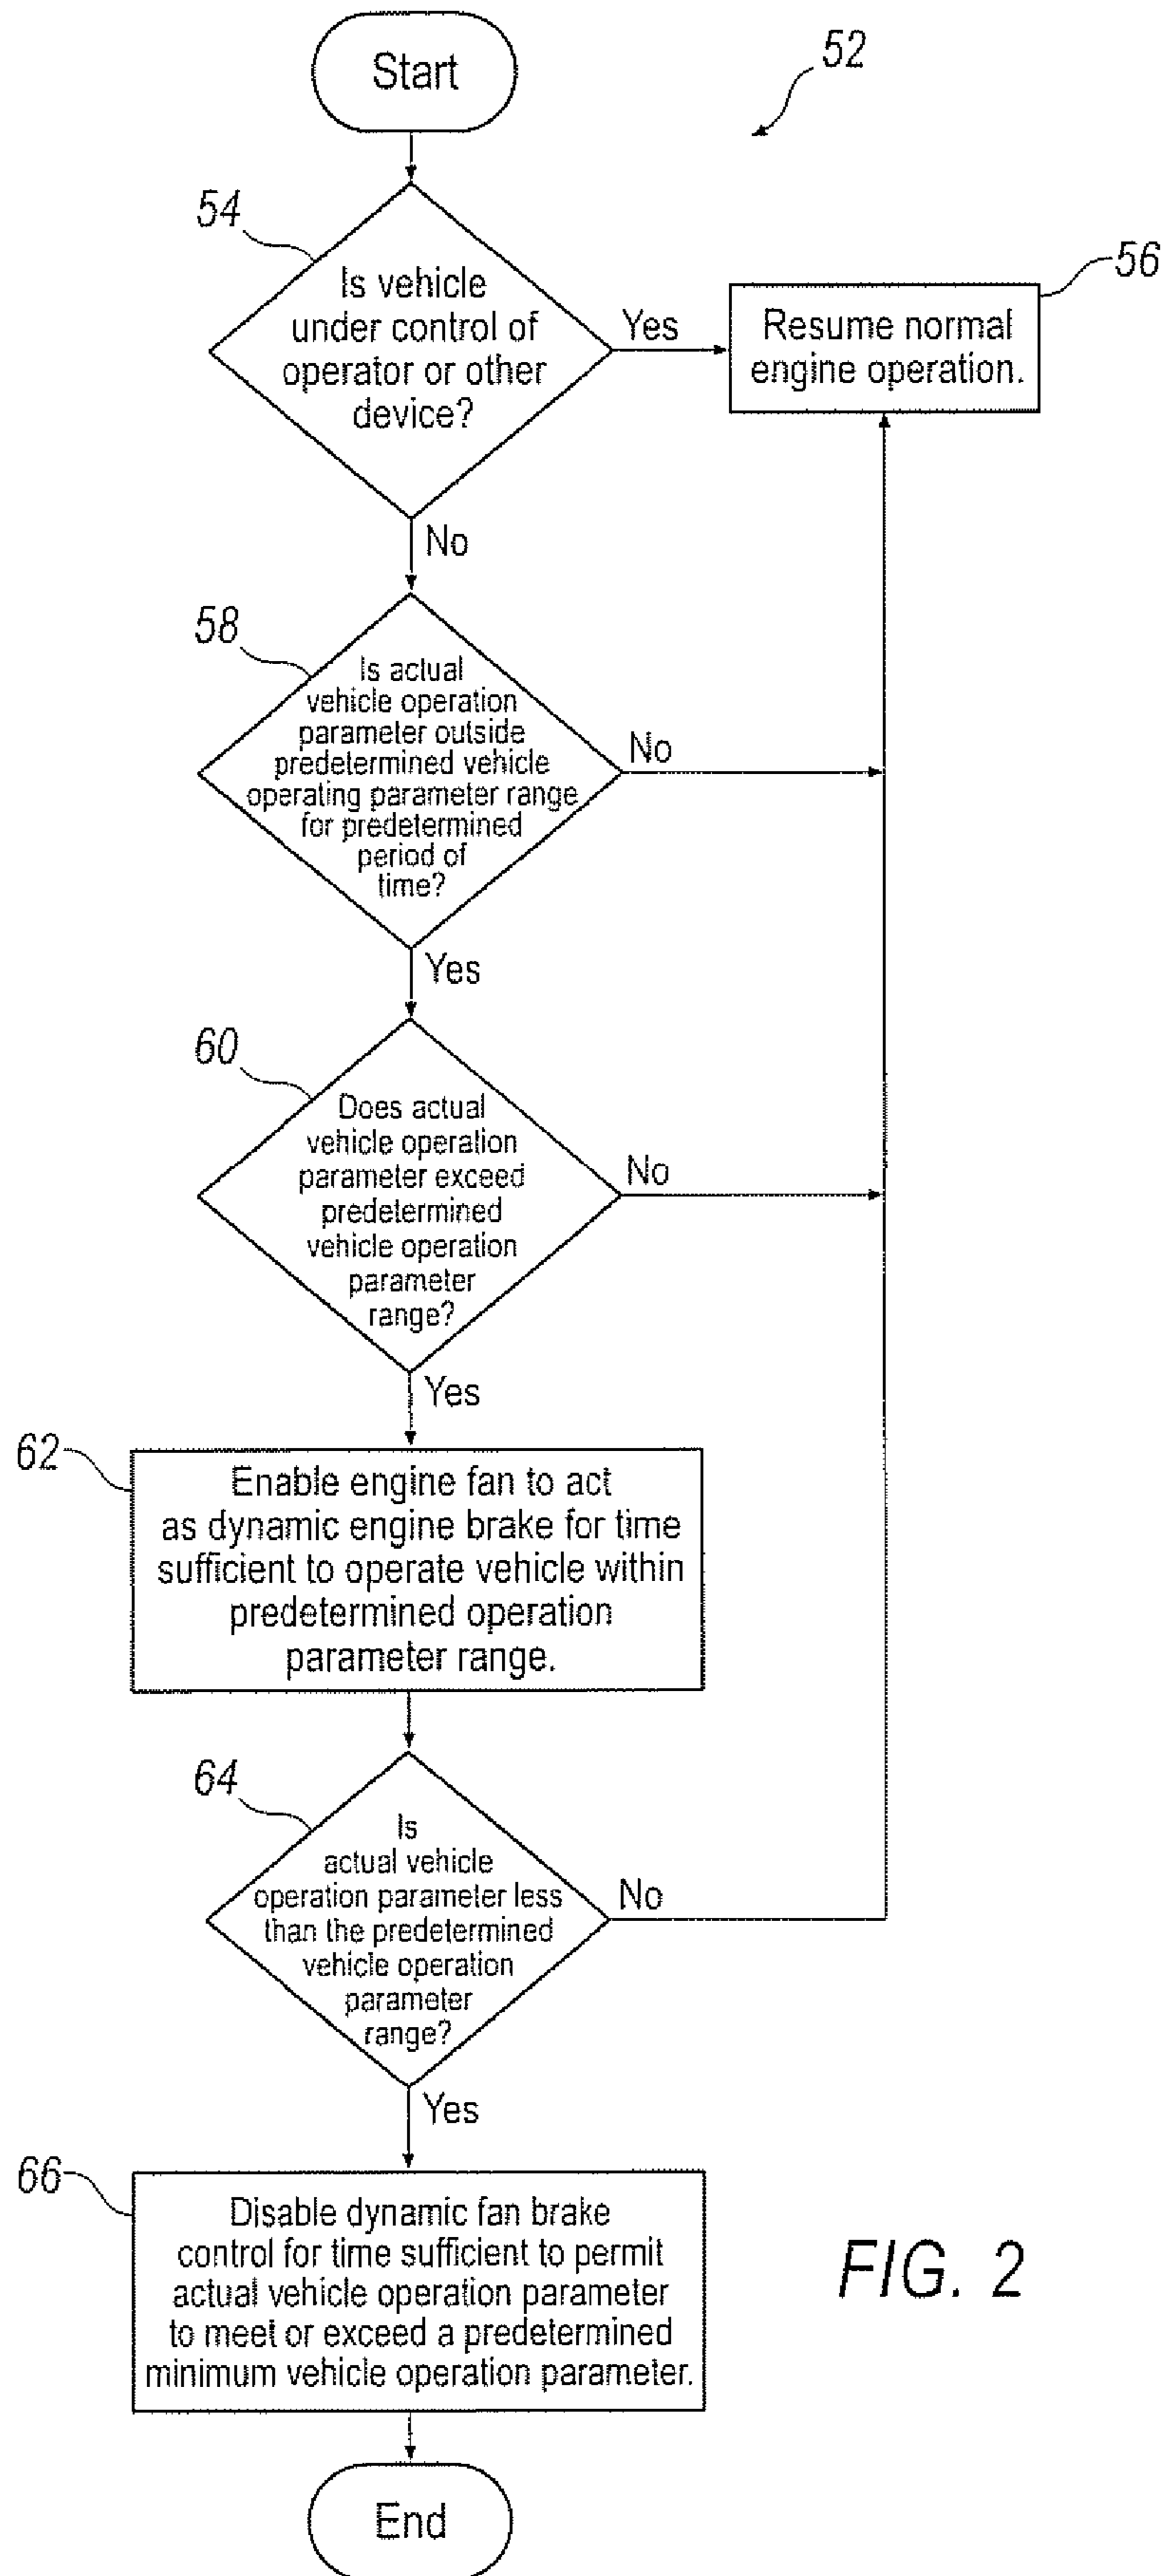 Start
52
54
Is vehicle
under control of
operator or other
device?
Yes
56
Resume normal
engine operation.
No
58
Is actual
vehicle operation
parameter outside
predetermined vehicle
operating parameter range
for predetermined
period of
time?
No
Yes
60
Does actual
vehicle operation
parameter exceed
predetermined
vehicle operation
parameter
range?
No
Yes
62
Enable engine fan to act
as dynamic engine brake for time
sufficient to operate vehicle within
predetermined operation
parameter range.
64
Is
actual vehicle
operation parameter less
than the predetermined
vehicle operation
parameter
range?
No
Yes
66
Disable dynamic fan brake
control for time sufficient to permit
actual vehicle operation parameter
to meet or exceed a predetermined
minimum vehicle operation parameter.
FIG. 2
End